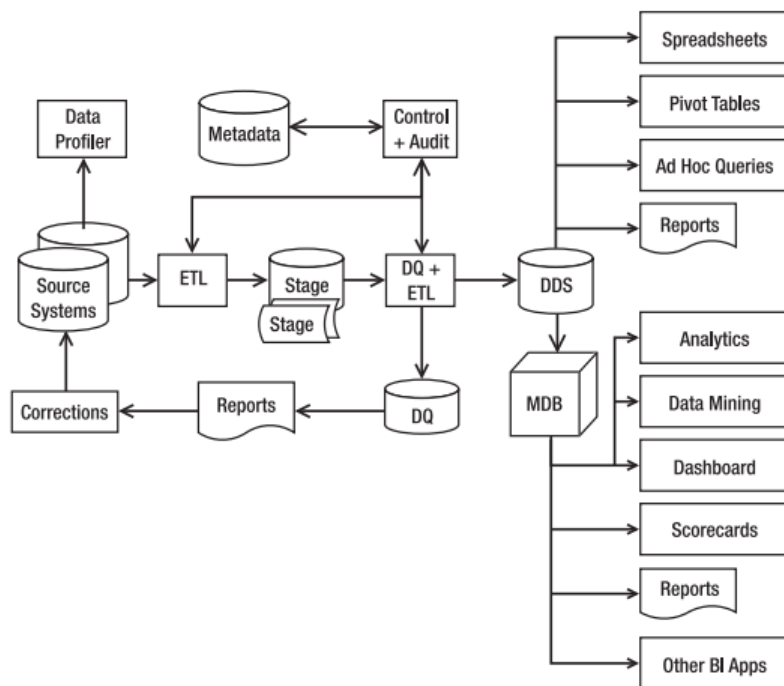 Spreadsheets
Data
Profiler
Metadata
Control
+ Audit
Pivot Tables
Ad Hoc Queries
Reports
Source
Systems
ETL
Stage
Stage
DQ +
ETL
DDS
Analytics
MDB
Data Mining
Corrections
Reports
DQ
Dashboard
Scorecards
Reports
Other BI Apps